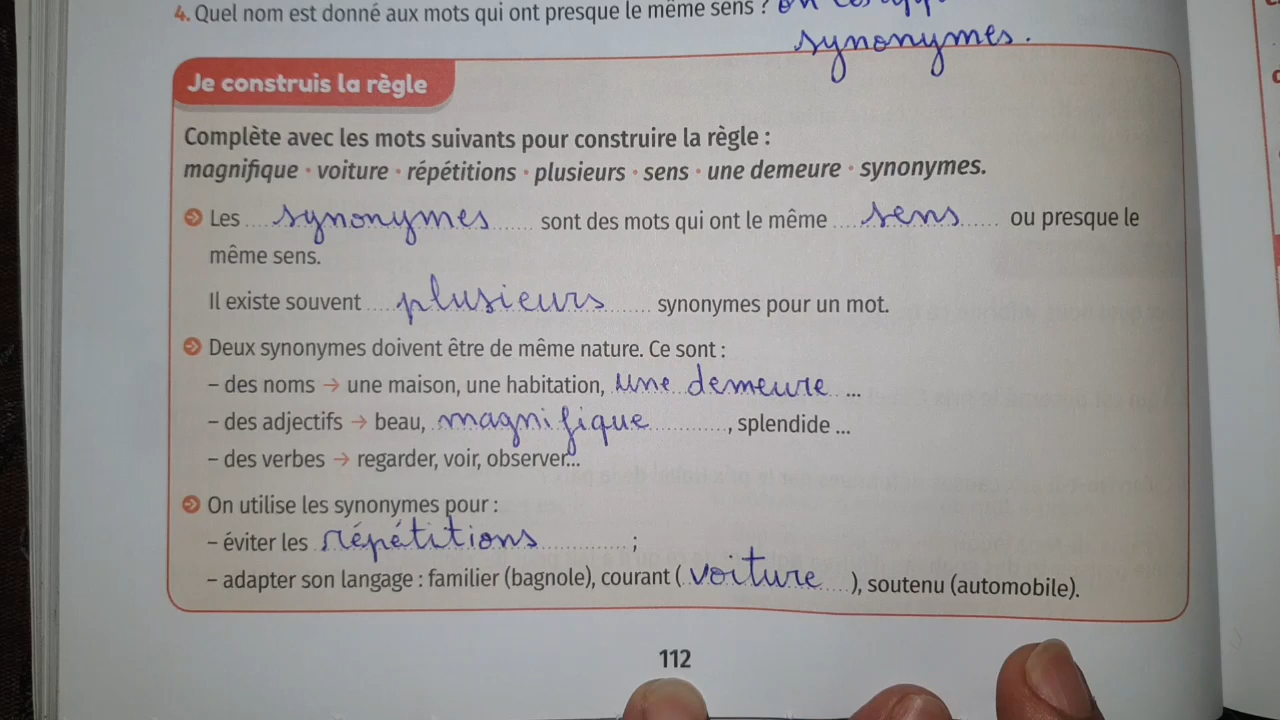 4. Quel nom est donné aux mots qui ont presque le même sens ?
synonymes.
Je construis la règle
Complète avec les mots suivants pour construire la règle :
magnifique · voiture · répétitions · plusieurs · sens · une demeure · synonymes.
Les synonymes sont des mots qui ont le même sens ou presque le
même sens.
Il existe souvent plusieurs synonymes pour un mot.
Deux synonymes doivent être de même nature. Ce sont :
– des noms → une maison, une habitation, une demeure ...
– des adjectifs → beau, magnifique, splendide ...
– des verbes → regarder, voir, observer...
On utilise les synonymes pour :
– éviter les répétitions ;
– adapter son langage : familier (bagnole), courant (voiture), soutenu (automobile).
112